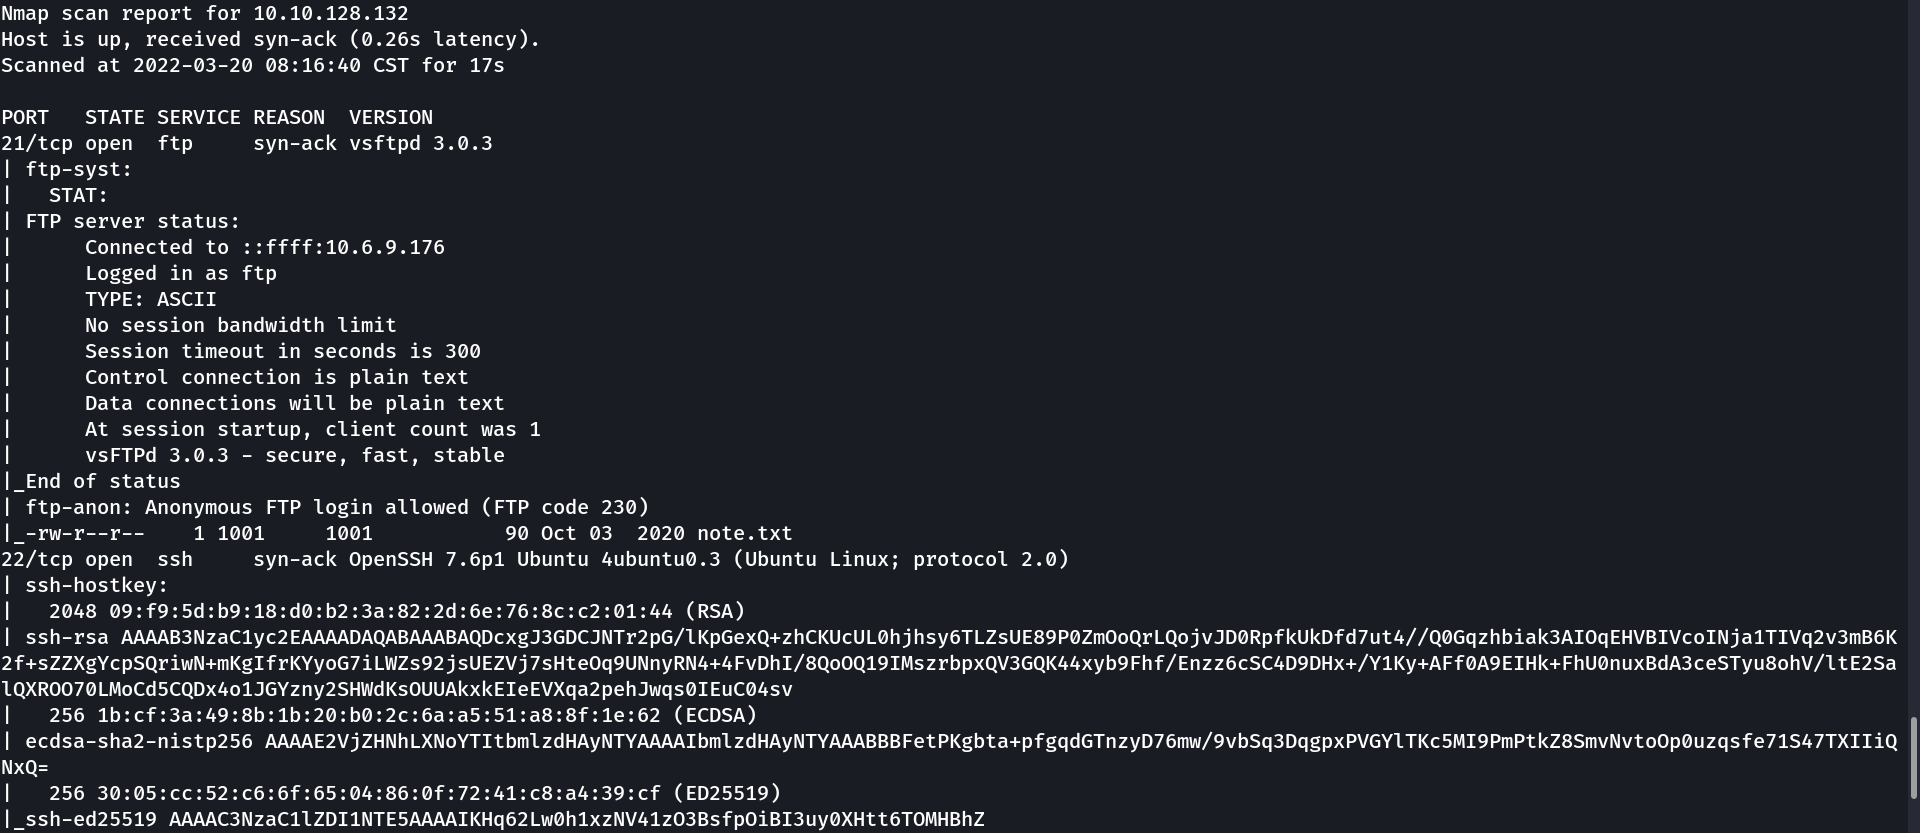 Nmap scan report for 10.10.128.132
Host is up, received syn-ack (0.26s latency).
Scanned at 2022-03-20 08:16:40 CST for 17s

PORT   STATE SERVICE REASON  VERSION
21/tcp open  ftp     syn-ack vsftpd 3.0.3
| ftp-syst:
|   STAT:
| FTP server status:
|      Connected to ::ffff:10.6.9.176
|      Logged in as ftp
|      TYPE: ASCII
|      No session bandwidth limit
|      Session timeout in seconds is 300
|      Control connection is plain text
|      Data connections will be plain text
|      At session startup, client count was 1
|      vsFTPd 3.0.3 - secure, fast, stable
|_End of status
| ftp-anon: Anonymous FTP login allowed (FTP code 230)
|_-rw-r--r--    1 1001     1001           90 Oct 03  2020 note.txt
22/tcp open  ssh     syn-ack OpenSSH 7.6p1 Ubuntu 4ubuntu0.3 (Ubuntu Linux; protocol 2.0)
| ssh-hostkey:
|   2048 09:f9:5d:b9:18:d0:b2:3a:82:2d:6e:76:8c:c2:01:44 (RSA)
| ssh-rsa AAAAB3NzaC1yc2EAAAADAQABAAABAQDcxgJ3GDCJNTr2pG/lKpGexQ+zhCKUcUL0hjhsy6TLZsUE89P0ZmOoQrLQojvJD0RpfkUkDfd7ut4//Q0Gqzhbiak3AIOqEHVBIVcoINja1TIVq2v3mB6K
2f+sZZXgYcpSQriwN+mKgIfrKYyoG7iLWZs92jsUEZVj7sHteOq9UNnyRN4+4FvDhI/8QoOQ19IMszrbpxQV3GQK44xyb9Fhf/Enzz6cSC4D9DHx+/Y1Ky+AFf0A9EIHk+FhU0nuxBdA3ceSTyu8ohV/ltE2Sa
lQXROO70LMoCd5CQDx4o1JGYzny2SHWdKsOUUAkxkEIeEVXqa2pehJwqs0IEuC04sv
|   256 1b:cf:3a:49:8b:1b:20:b0:2c:6a:a5:51:a8:8f:1e:62 (ECDSA)
| ecdsa-sha2-nistp256 AAAAE2VjZHNhLXNoYTItbmlzdHAyNTYAAAAIbmlzdHAyNTYAAABBBFetPKgbta+pfgqdGTnzyD76mw/9vbSq3DqgpxPVGYlTKc5MI9PmPtkZ8SmvNvtoOp0uzqsfe71S47TXIIiQ
NxQ=
|   256 30:05:cc:52:c6:6f:65:04:86:0f:72:41:c8:a4:39:cf (ED25519)
|_ssh-ed25519 AAAAC3NzaC1lZDI1NTE5AAAAIKHq62Lw0h1xzNV41zO3BsfpOiBI3uy0XHtt6TOMHBhZ